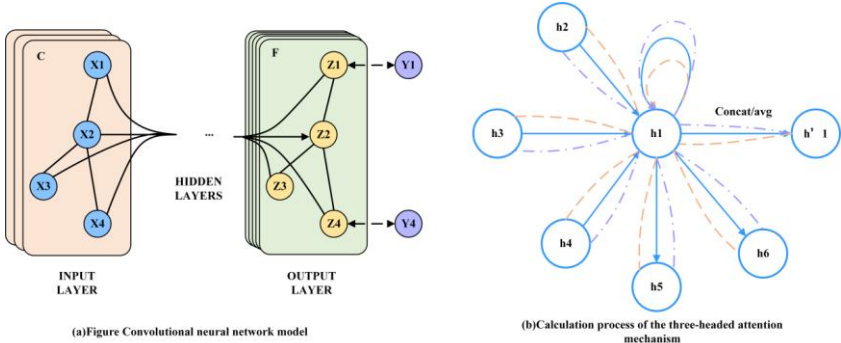 C
X1
X2
X3
X4
INPUT
LAYER
...
HIDDEN
LAYERS
F
Z1
Z2
Z3
Z4
Y1
Y4
OUTPUT
LAYER
(a)Figure Convolutional neural network model
h2
h3
h1
Concat/avg
h' 1
h4
h5
h6
(b)Calculation process of the three-headed attention
mechanism